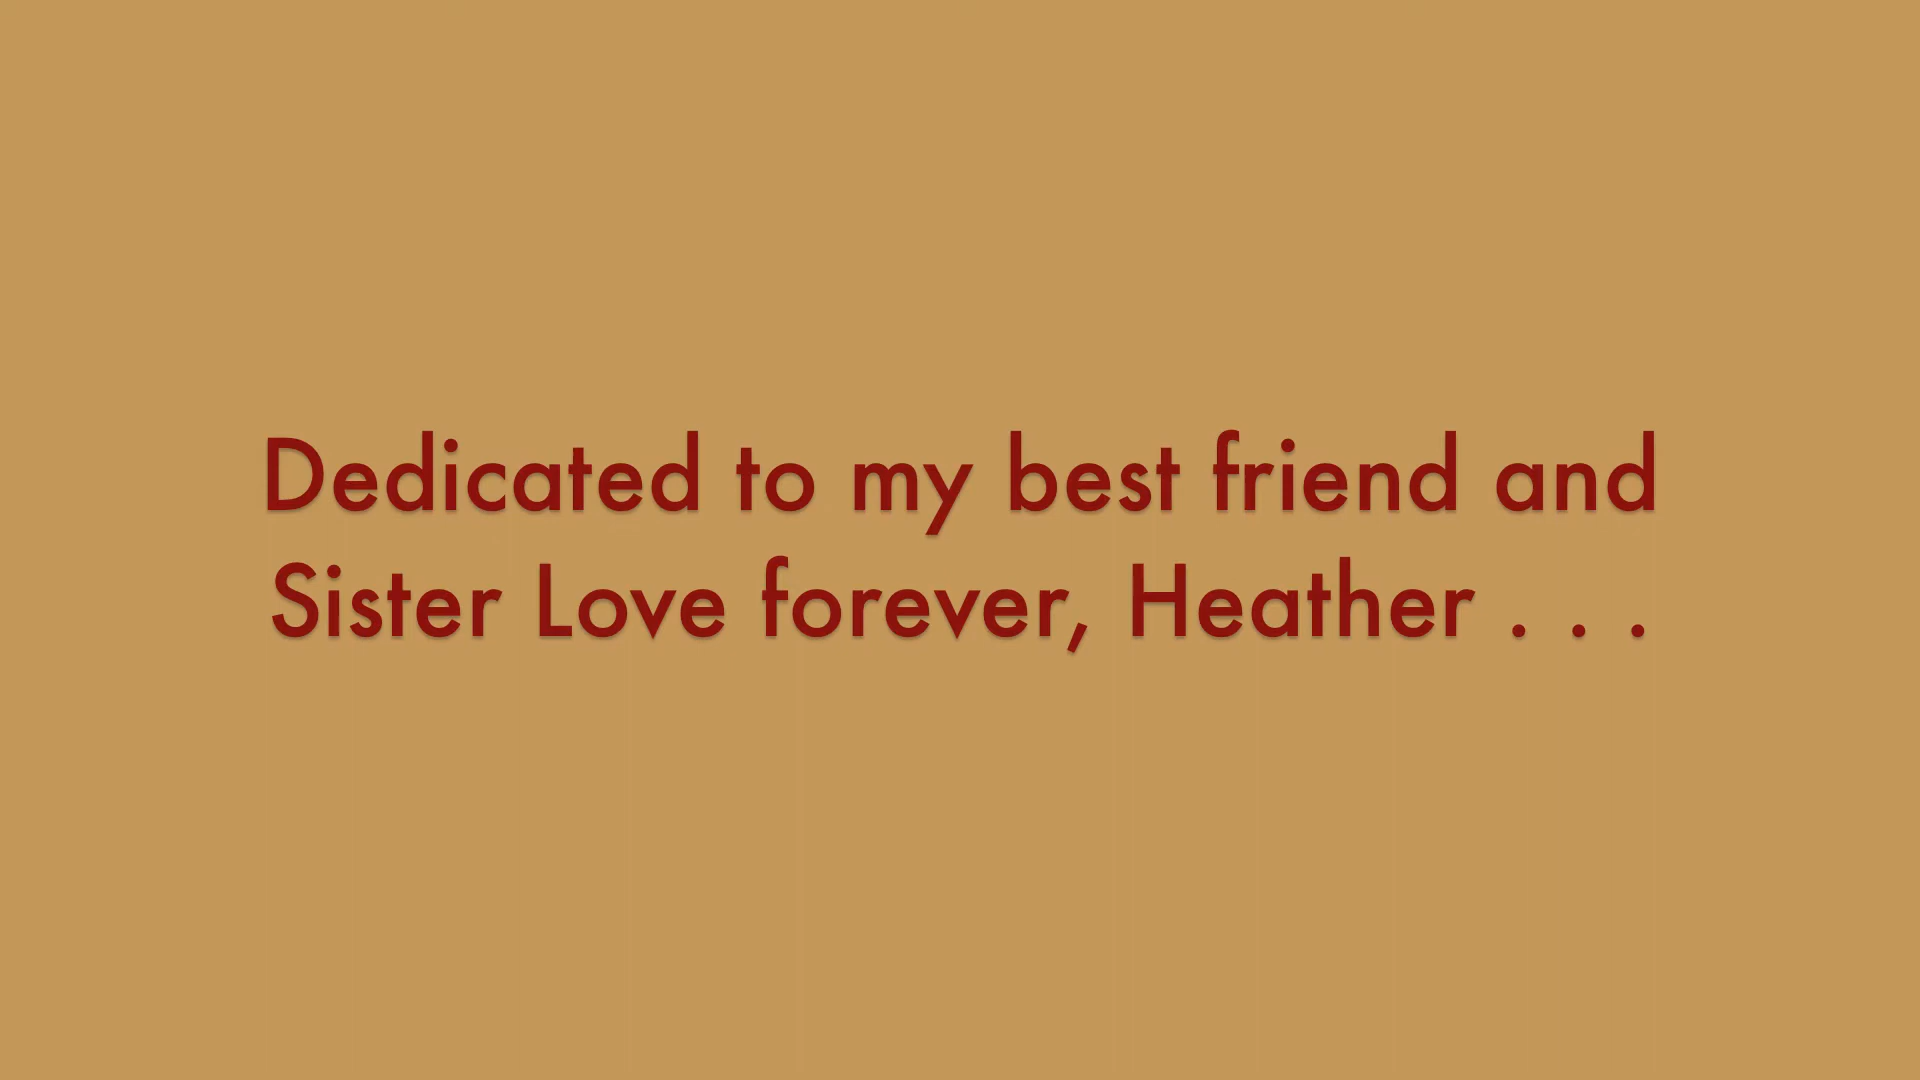 Dedicated to my best friend and
Sister Love forever, Heather . . .